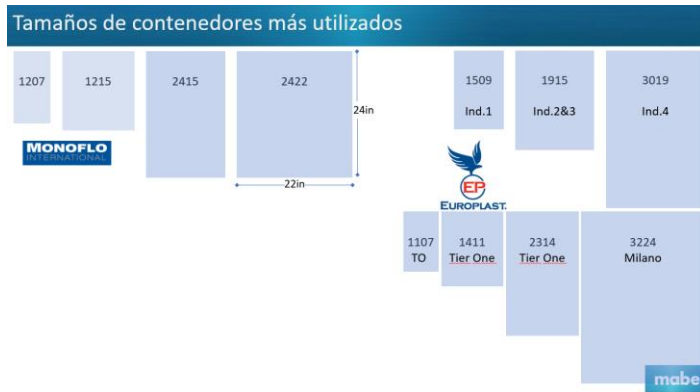 Tamaños de contenedores más utilizados
1207
1215
2415
2422
24in
22in
MONOFLO
INTERNATIONAL
1509
Ind.1
1915
Ind.2&3
3019
Ind.4
EP
EUROPLAST.
1107
TO
1411
Tier One
2314
Tier One
3224
Milano
mabe